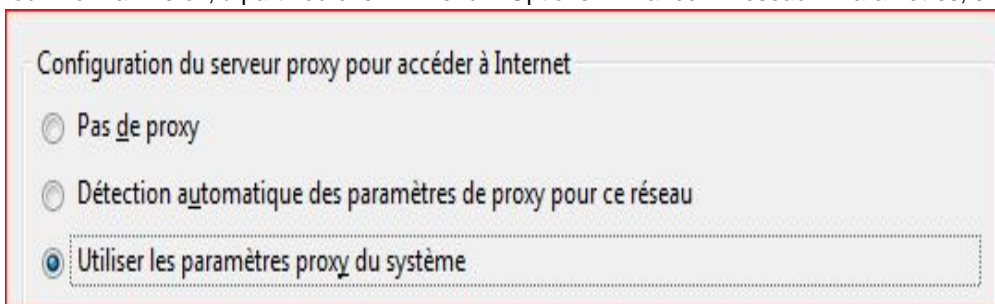 Configuration du serveur proxy pour accéder à Internet
Pas de proxy
Détection automatique des paramètres de proxy pour ce réseau
Utiliser les paramètres proxy du système